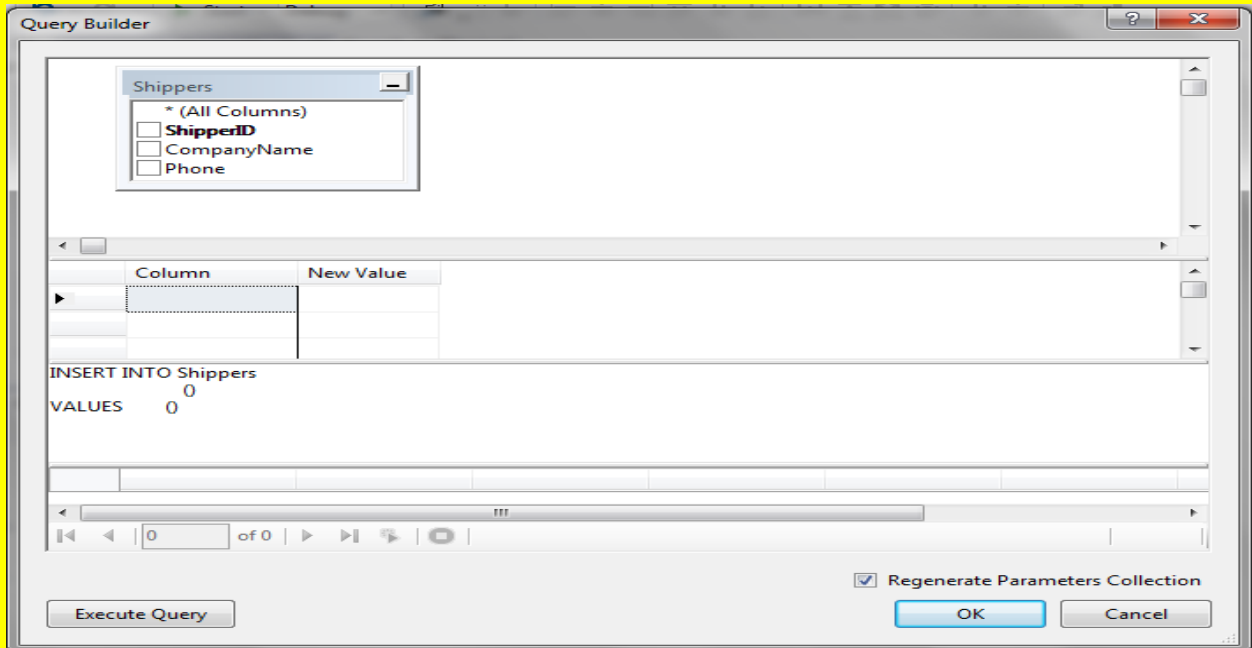 Query Builder
Shippers
* (All Columns)
ShipperID
CompanyName
Phone
Column New Value
INSERT INTO Shippers
()
VALUES ()
0 of 0
Regenerate Parameters Collection
Execute Query OK Cancel